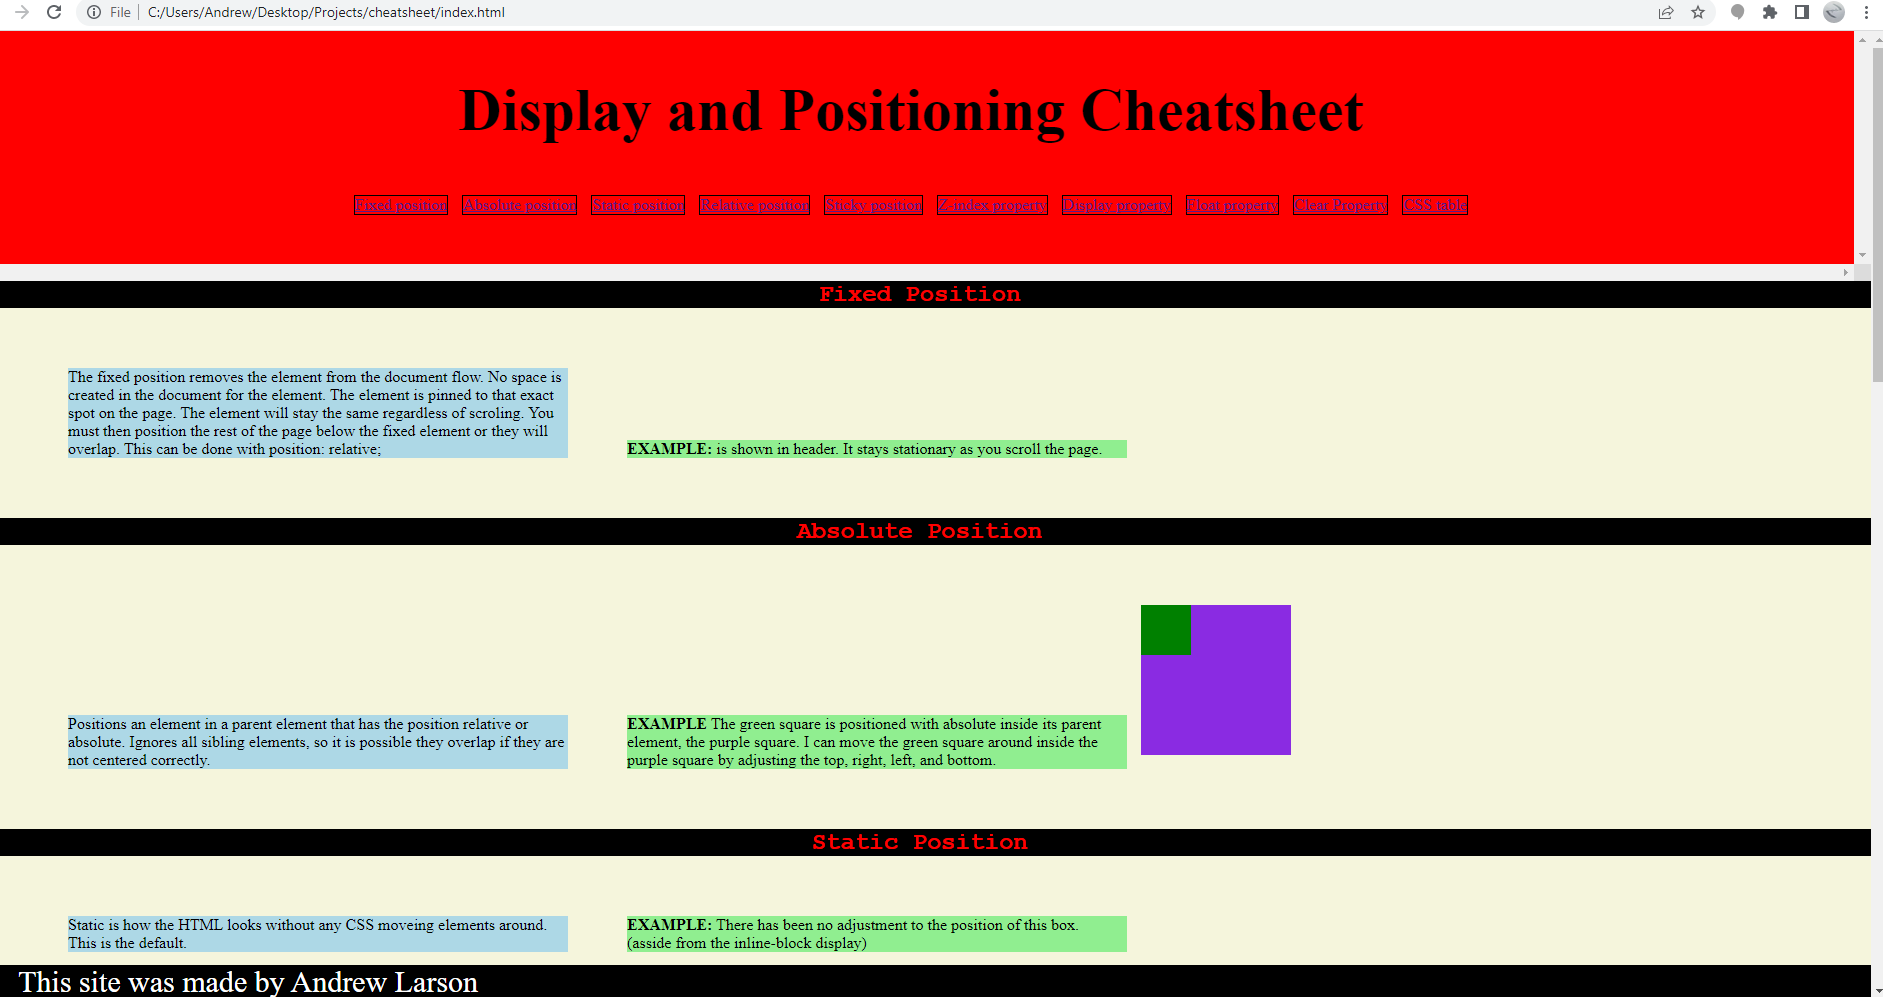 File C:/Users/Andrew/Desktop/Projects/cheatsheet/index.html
Display and Positioning Cheatsheet
Fixed position Absolute position Static position Relative position Sticky position Z-index property Display property Float property Clear Property CSS table
Fixed Position
The fixed position removes the element from the document flow. No space is
created in the document for the element. The element is pinned to that exact
spot on the page. The element will stay the same regardless of scroling. You
must then position the rest of the page below the fixed element or they will
overlap. This can be done with position: relative;
EXAMPLE: is shown in header. It stays stationary as you scroll the page.
Absolute Position
Positions an element in a parent element that has the position relative or
absolute. Ignores all sibling elements, so it is possible they overlap if they are
not centered correctly.
EXAMPLE The green square is positioned with absolute inside its parent
element, the purple square. I can move the green square around inside the
purple square by adjusting the top, right, left, and bottom.
Static Position
Static is how the HTML looks without any CSS moveing elements around.
This is the default.
EXAMPLE: There has been no adjustment to the position of this box.
(asside from the inline-block display)
This site was made by Andrew Larson